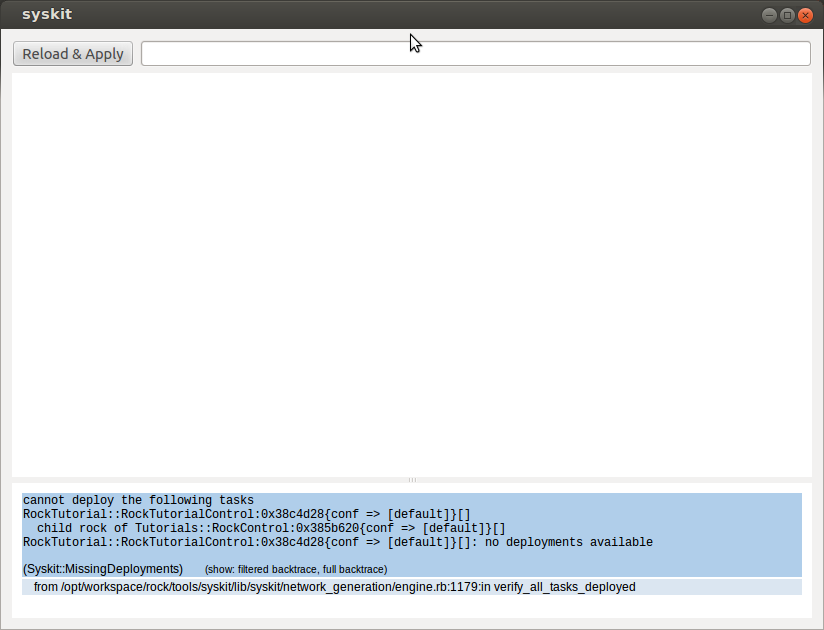 syskit
Reload & Apply
cannot deploy the following tasks
RockTutorial::RockTutorialControl:0x38c4d28{conf => [default]}[]
child rock of Tutorials::RockControl:0x385b620{conf => [default]}[]
RockTutorial::RockTutorialControl:0x38c4d28{conf => [default]}[]: no deployments available
(Syskit::MissingDeployments) (show: filtered backtrace, full backtrace)
from /opt/workspace/rock/tools/syskit/lib/syskit/network_generation/engine.rb:1179:in verify_all_tasks_deployed